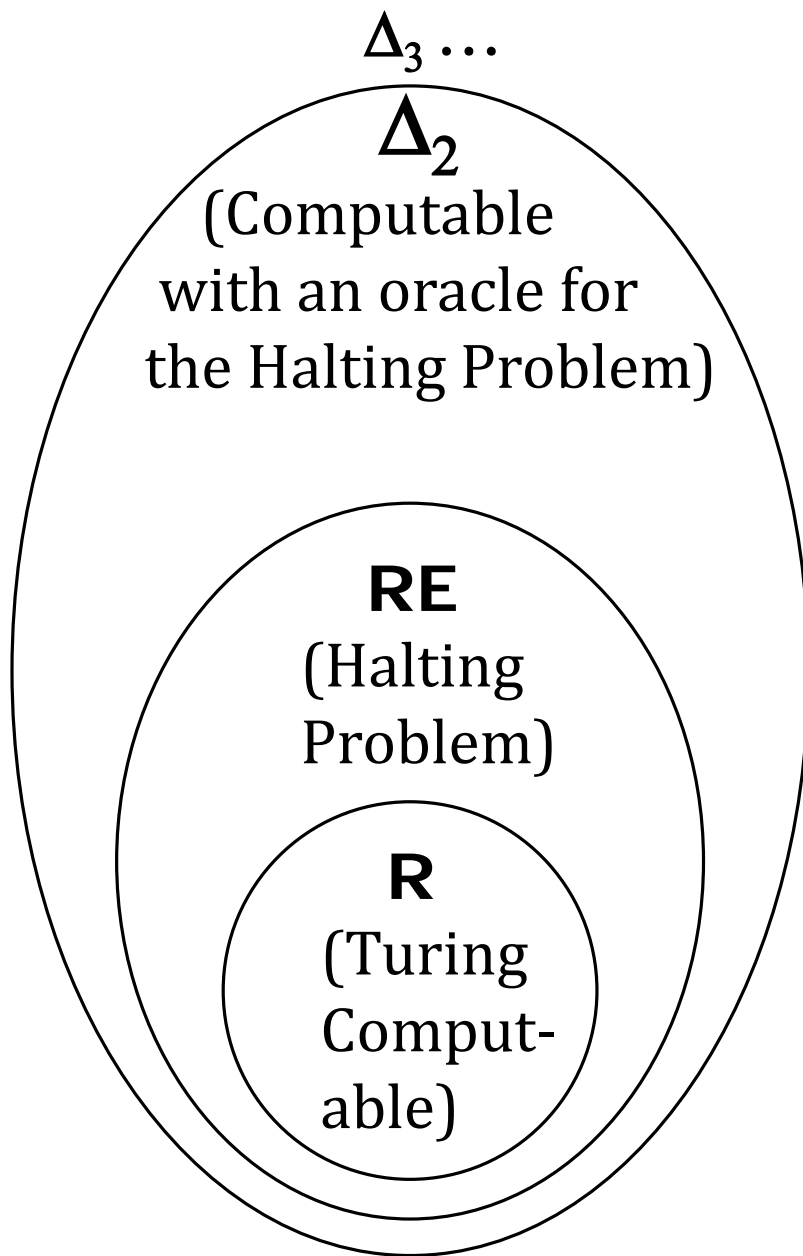 Δ₃ ...
Δ₂
(Computable
with an oracle for
the Halting Problem)
RE
(Halting
Problem)
R
(Turing
Comput-
able)